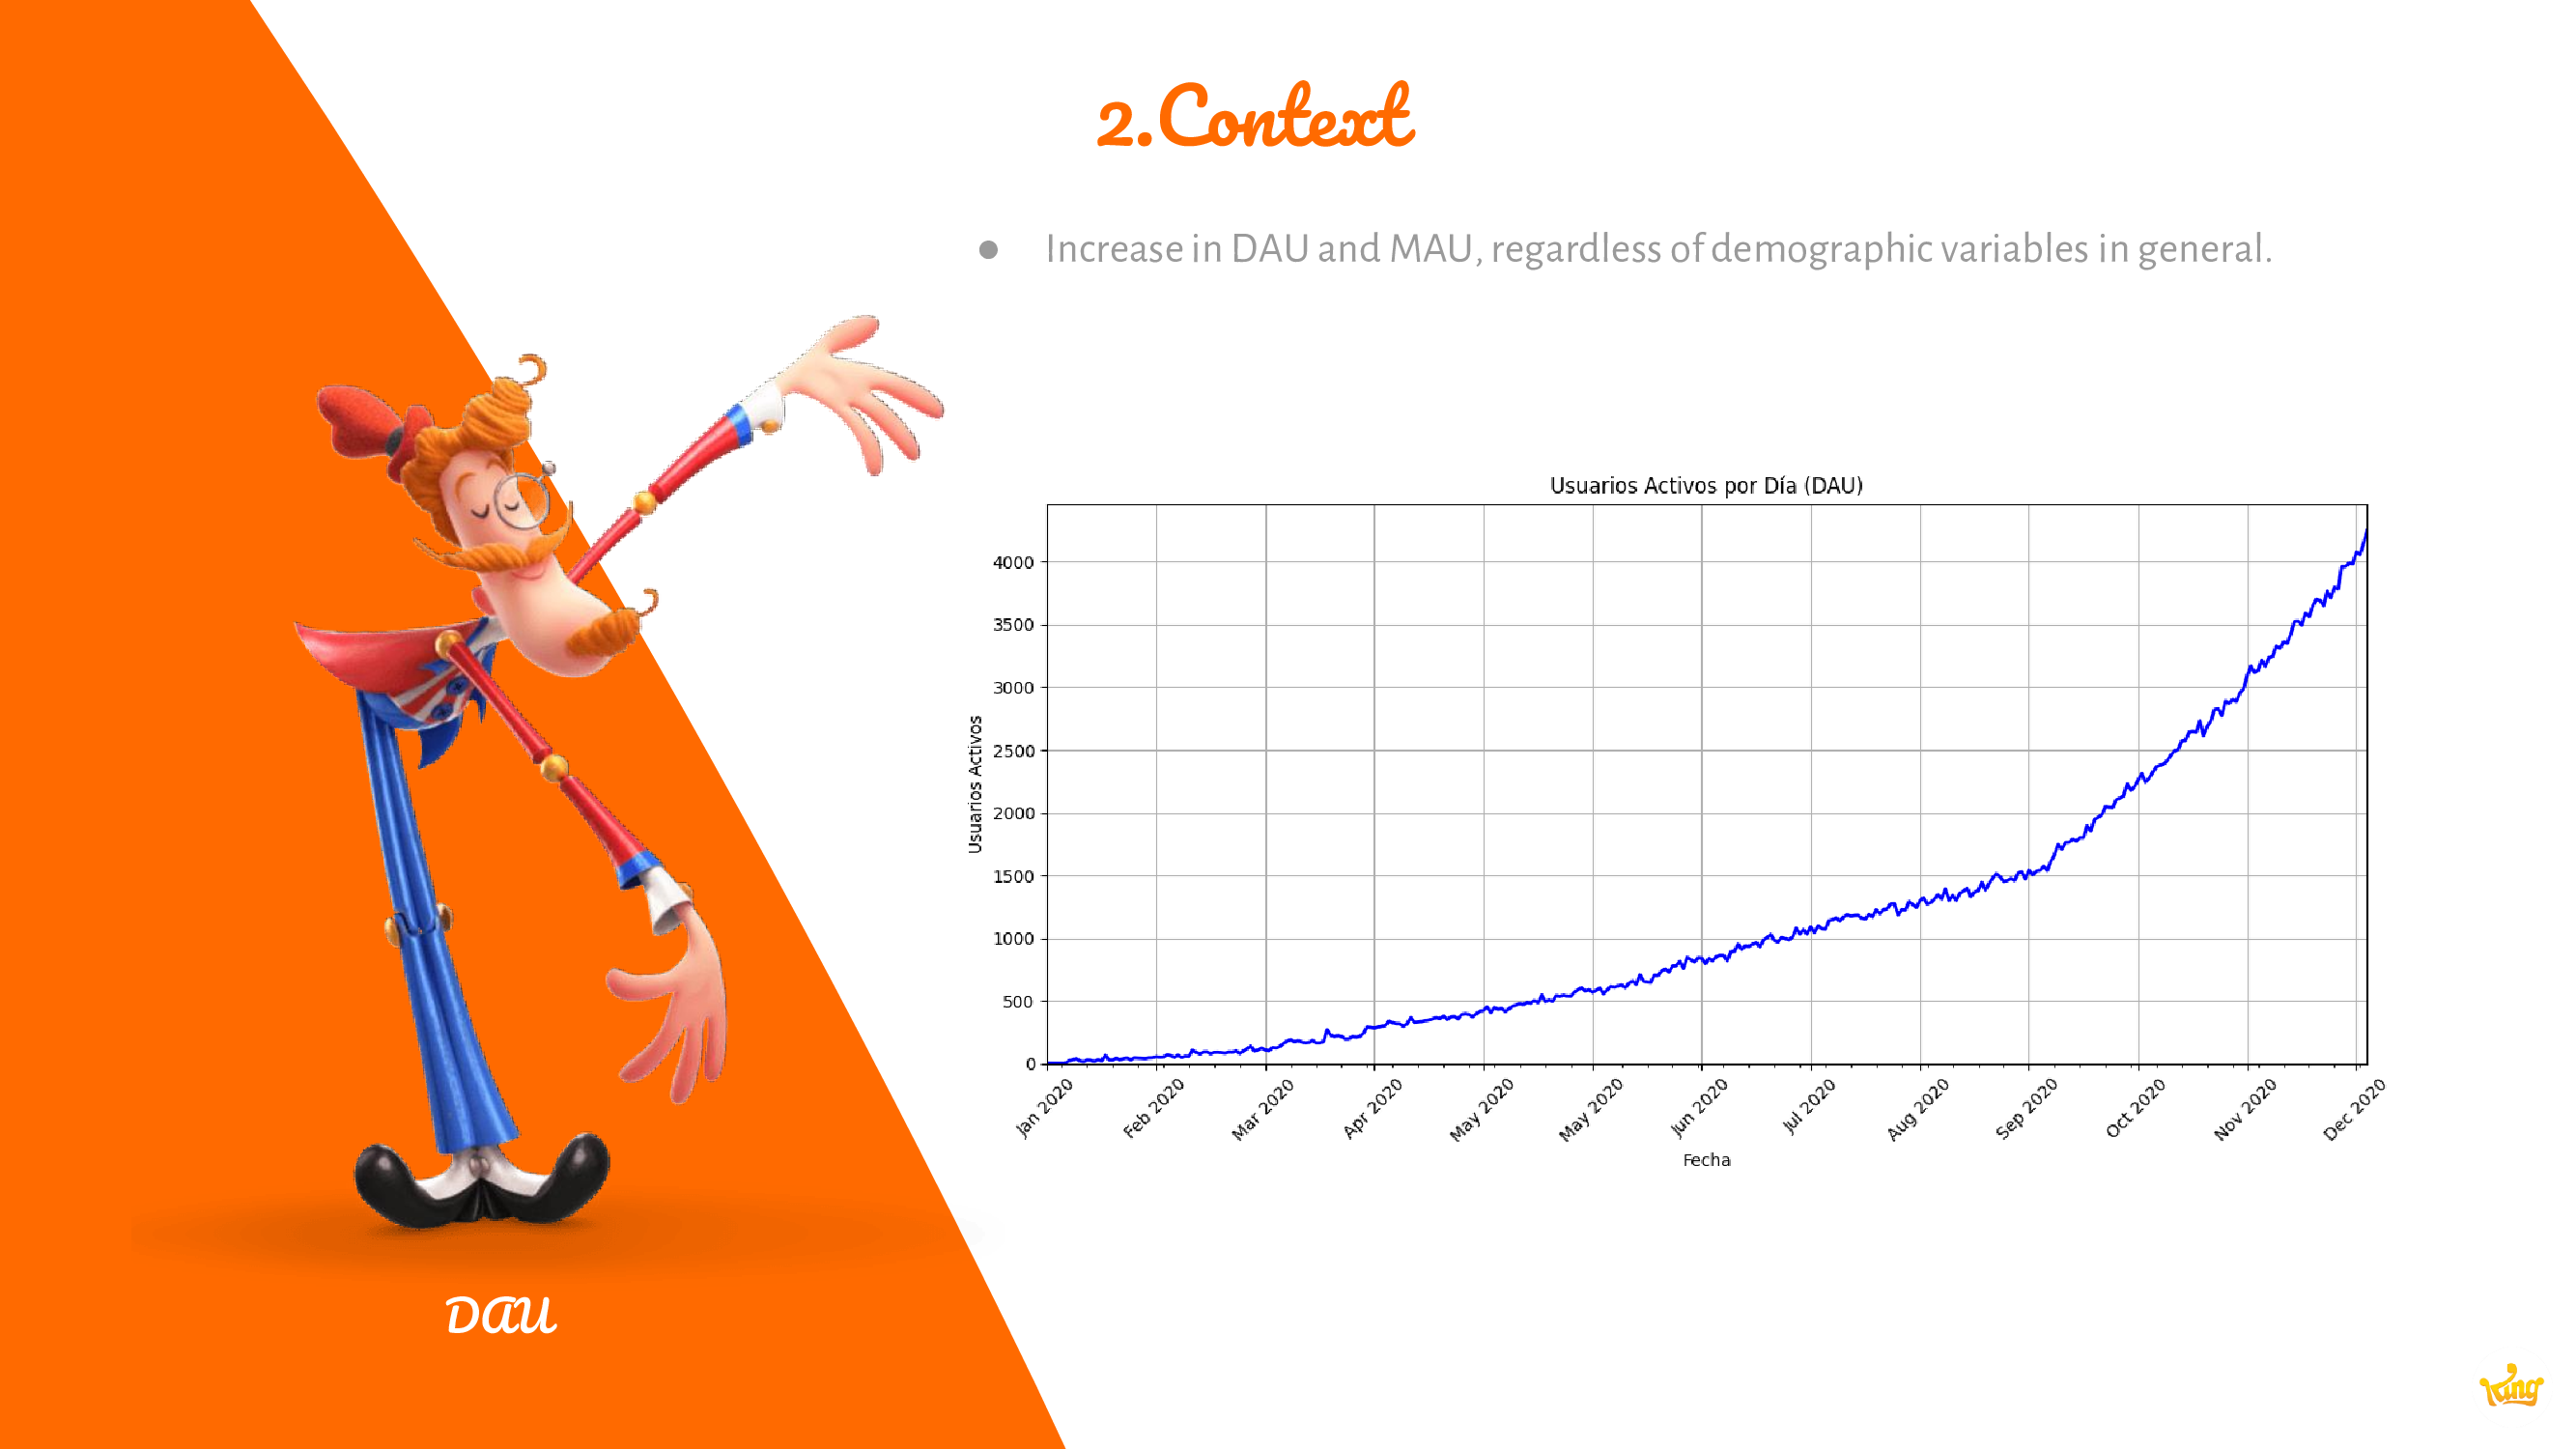 2.Context
● Increase in DAU and MAU, regardless of demographic variables in general.
Usuarios Activos por Día (DAU)
Usuarios Activos
4000
3500
3000
2500
2000
1500
1000
500
0
Jan 2020 Feb 2020 Mar 2020 Apr 2020 May 2020 May 2020 Jun 2020 Jul 2020 Aug 2020 Sep 2020 Oct 2020 Nov 2020 Dec 2020
Fecha
DAU
King